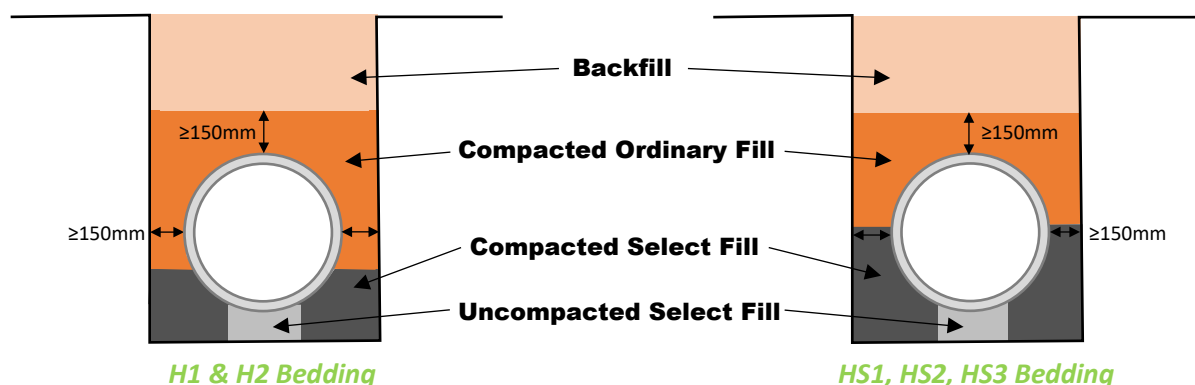 Backfill
≥150mm
≥150mm
Compacted Ordinary Fill
≥150mm
≥150mm
Compacted Select Fill
Uncompacted Select Fill
H1 & H2 Bedding
HS1, HS2, HS3 Bedding